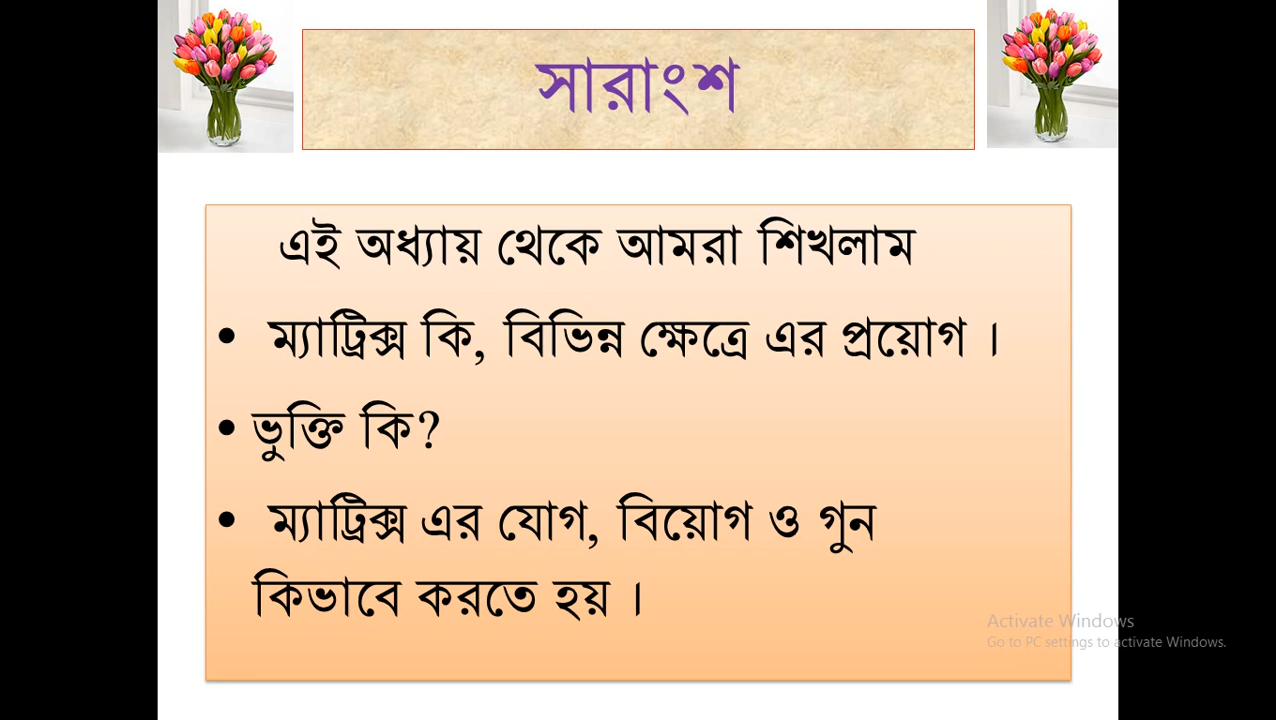 সারাংশ
এই অধ্যায় থেকে আমরা শিখলাম
• ম্যাট্রিক্স কি, বিভিন্ন ক্ষেত্রে এর প্রয়োগ ।
• ভুক্তি কি?
• ম্যাট্রিক্স এর যোগ, বিয়োগ ও গুন
কিভাবে করতে হয় ।
Activate Windows
Go to PC settings to activate Windows.